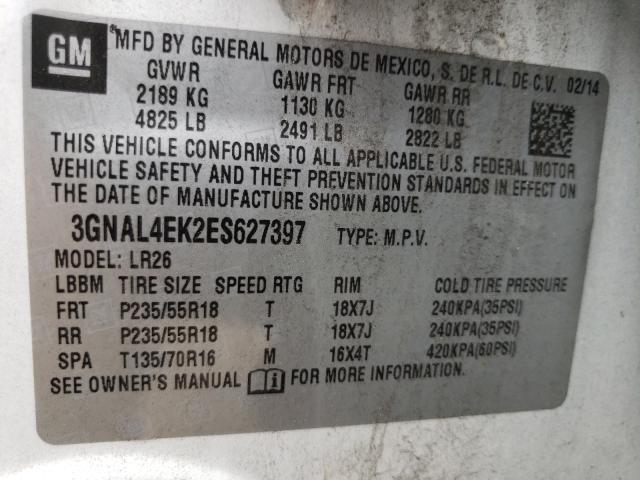 GM
*MFD BY GENERAL MOTORS DE MEXICO, S. DE R.L. DE C.V. 02/14
GVWR GAWR FRT GAWR RR
2189 KG 1130 KG 1280 KG
4825 LB 2491 LB 2822 LB
THIS VEHICLE CONFORMS TO ALL APPLICABLE U.S. FEDERAL MOTOR
VEHICLE SAFETY AND THEFT PREVENTION STANDARDS IN EFFECT ON
THE DATE OF MANUFACTURE SHOWN ABOVE.
3GNAL4EK2ES627397 TYPE: M.P.V.
MODEL: LR26
LBBM TIRE SIZE SPEED RTG RIM COLD TIRE PRESSURE
FRT P235/55R18 T 18X7J 240KPA(35PSI)
RR P235/55R18 T 18X7J 240KPA(35PSI)
SPA T135/70R16 M 16X4T 420KPA(60PSI)
SEE OWNER'S MANUAL FOR MORE INFORMATION.